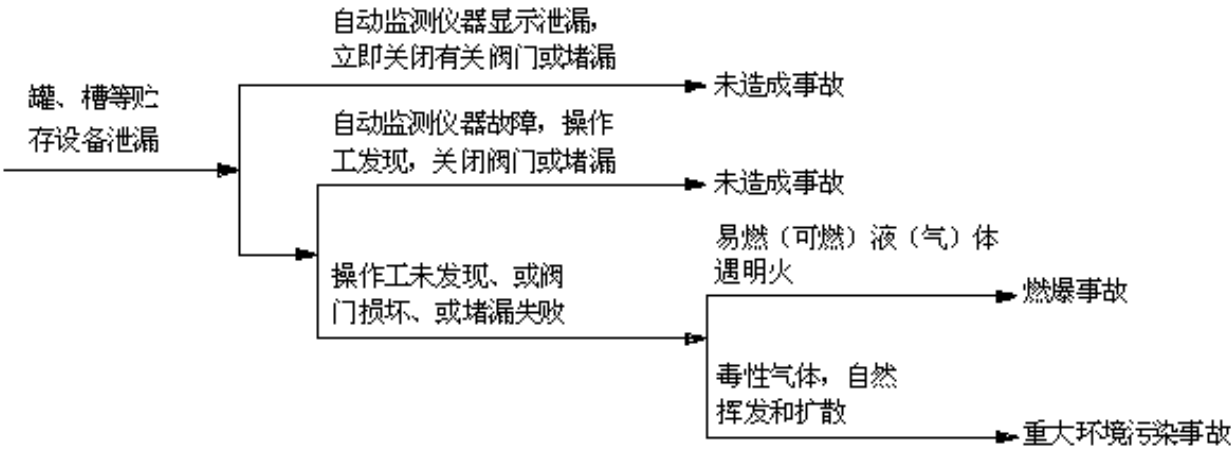 自动监测仪器显示泄漏，
立即关闭有关阀门或堵漏
未造成事故
罐、槽等贮
存设备泄漏
自动监测仪器故障，操作
工发现，关闭阀门或堵漏
未造成事故
易燃（可燃）液（气）体
遇明火
燃爆事故
操作工未发现、或阀
门损坏、或堵漏失败
毒性气体，自然
挥发和扩散
重大环境污染事故